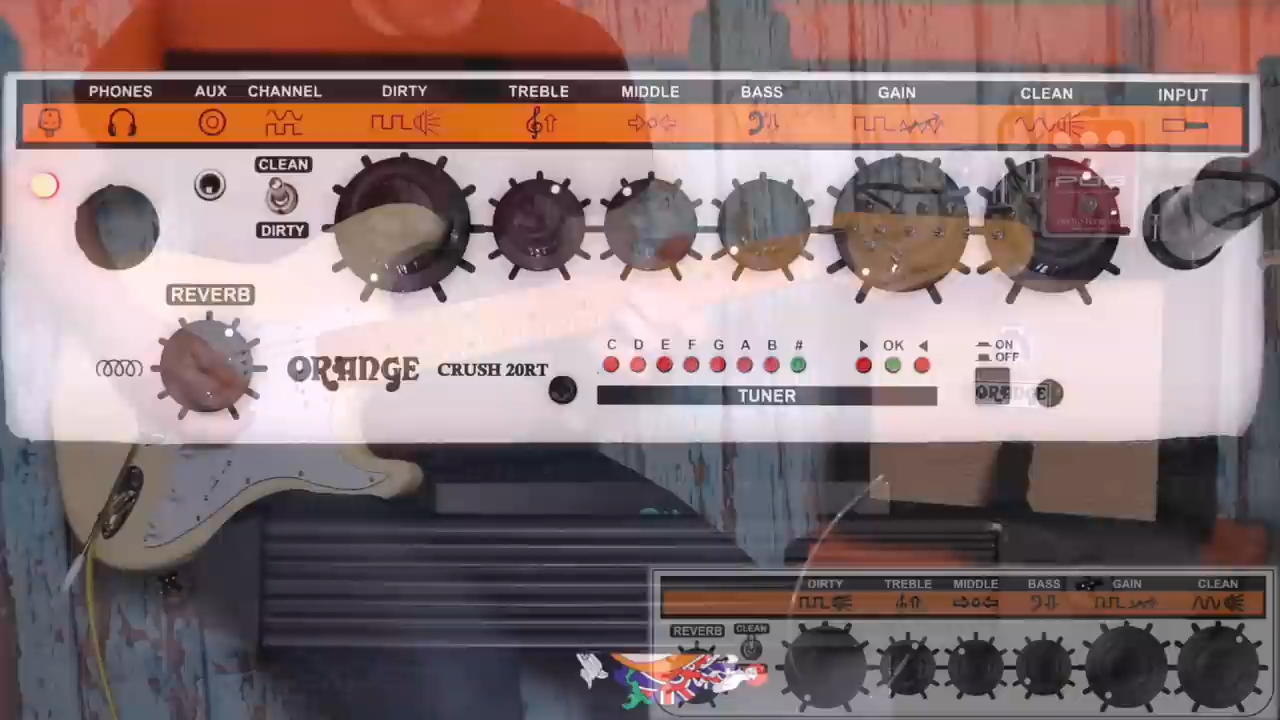 PHONES AUX CHANNEL DIRTY TREBLE MIDDLE BASS GAIN CLEAN INPUT
CLEAN
DIRTY
REVERB
ORANGE CRUSH 20RT
C D E F G A B #
OK
TUNER
ON
OFF
ORANGE
POG
DIRTY TREBLE MIDDLE BASS GAIN CLEAN
REVERB CLEAN